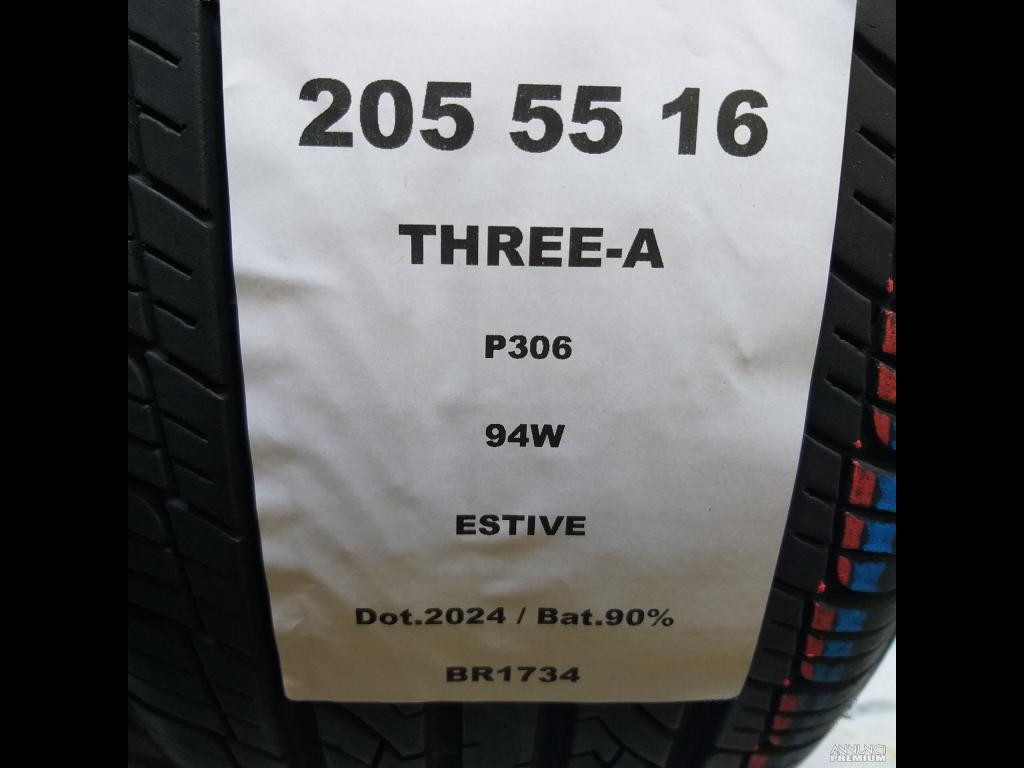 205 55 16
THREE-A
P306
94W
ESTIVE
Dot.2024 / Bat.90%
BR1734
ANNUNCI
PREMIUM